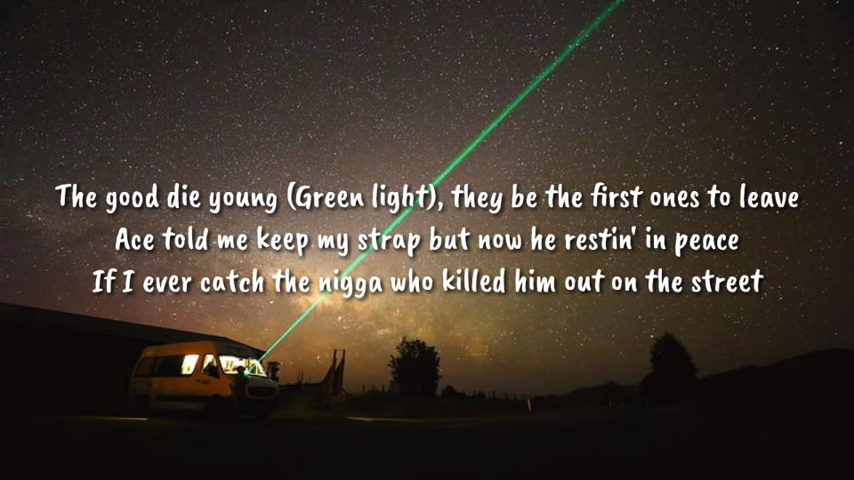 The good die young (Green light), they be the first ones to leave
Ace told me keep my strap but now he restin' in peace
If I ever catch the nigga who killed him out on the street